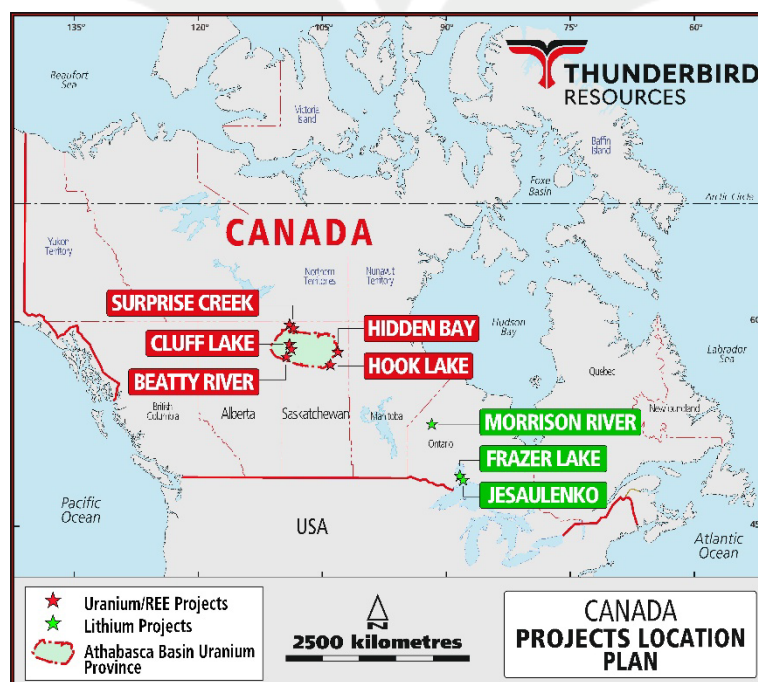 135°
120°
105°
90°
75°
60°
THUNDERBIRD
RESOURCES
Beaufort
Sea
Victoria
Island
Baffin
Island
Foxe
Basin
Arctic Circle
CANADA
Yukon
Territory
Northern
Territories
Nunavut
Territory
SURPRISE CREEK
CLUFF LAKE
BEATTY RIVER
HIDDEN BAY
HOOK LAKE
Hudson
Bay
60°
Labrador
Sea
Quebec
Newfoundland
British
Columbia
Alberta
Saskatchewan
Manitoba
Ontario
MORRISON RIVER
FRAZER LAKE
JESAULENKO
Pacific
Ocean
USA
Atlantic
Ocean
45°
Uranium/REE Projects
Lithium Projects
Athabasca Basin Uranium
Province
N
2500 kilometres
CANADA
PROJECTS LOCATION
PLAN